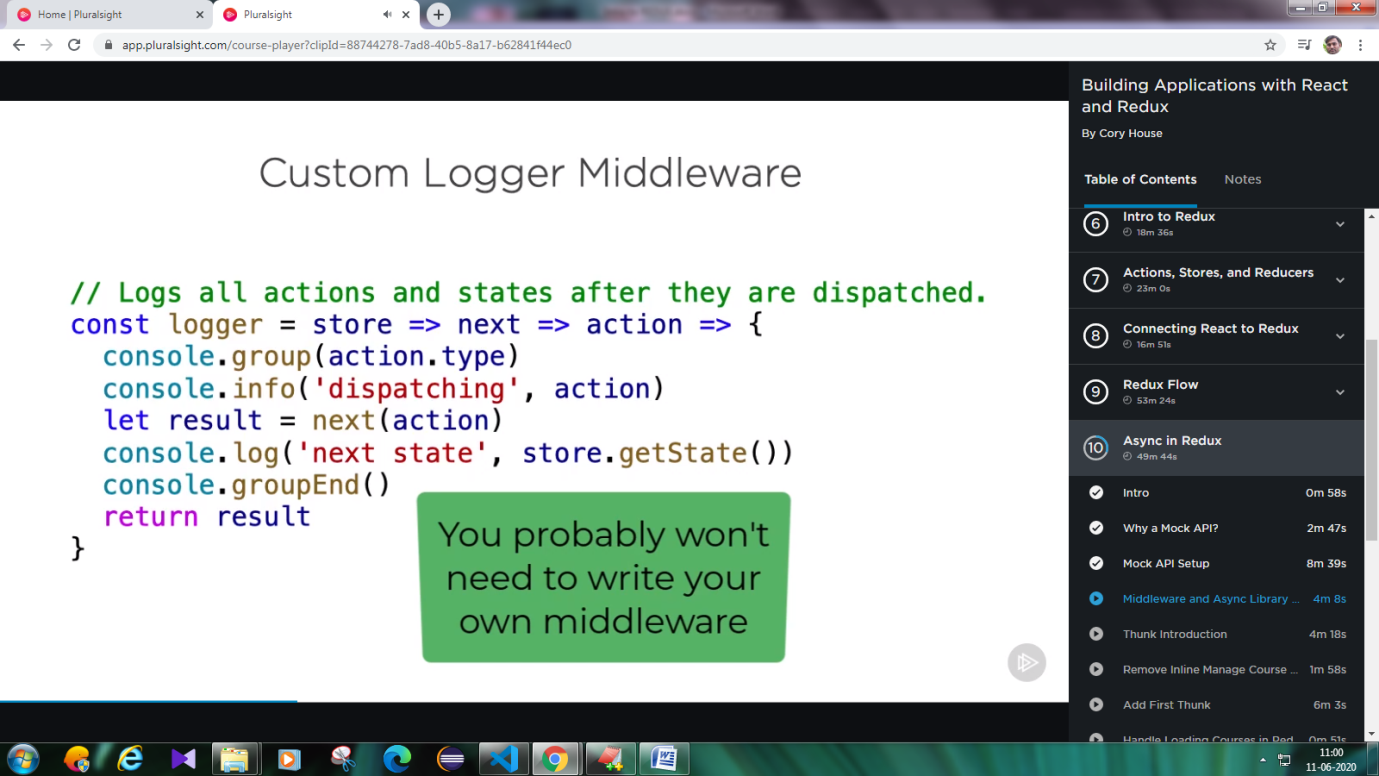 Home | Pluralsight
Pluralsight
app.pluralsight.com/course-player?clipId=88744278-7ad8-40b5-8a17-b62841f44ec0
Custom Logger Middleware
// Logs all actions and states after they are dispatched.
const logger = store => next => action => {
console.group(action.type)
console.info('dispatching', action)
let result = next(action)
console.log('next state', store.getState())
console.groupEnd()
return result
}
You probably won't
need to write your
own middleware
Building Applications with React
and Redux
By Cory House
Table of Contents
Notes
6 Intro to Redux
18m 36s
7 Actions, Stores, and Reducers
23m 0s
8 Connecting React to Redux
16m 51s
9 Redux Flow
53m 24s
10 Async in Redux
49m 44s
Intro 0m 58s
Why a Mock API? 2m 47s
Mock API Setup 8m 39s
Middleware and Async Library ... 4m 8s
Thunk Introduction 4m 18s
Remove Inline Manage Course ... 1m 58s
Add First Thunk 6m 3s
Handle Loading Courses in Red... 0m 51s
11:00
11-06-2020